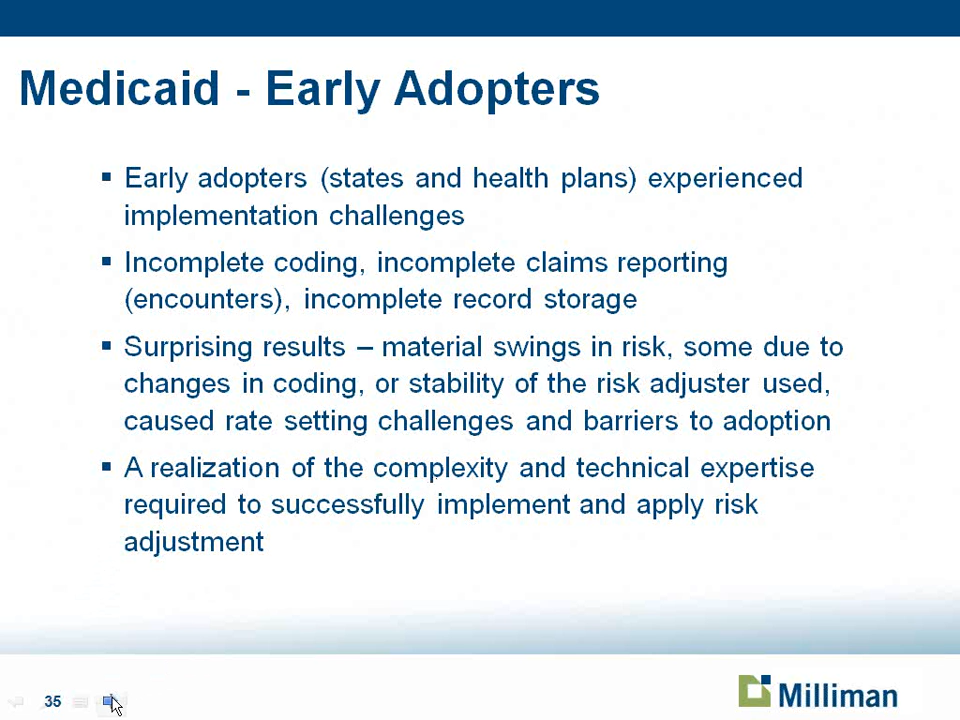 Medicaid - Early Adopters
▪ Early adopters (states and health plans) experienced
implementation challenges
▪ Incomplete coding, incomplete claims reporting
(encounters), incomplete record storage
▪ Surprising results – material swings in risk, some due to
changes in coding, or stability of the risk adjuster used,
caused rate setting challenges and barriers to adoption
▪ A realization of the complexity and technical expertise
required to successfully implement and apply risk
adjustment
35
Milliman